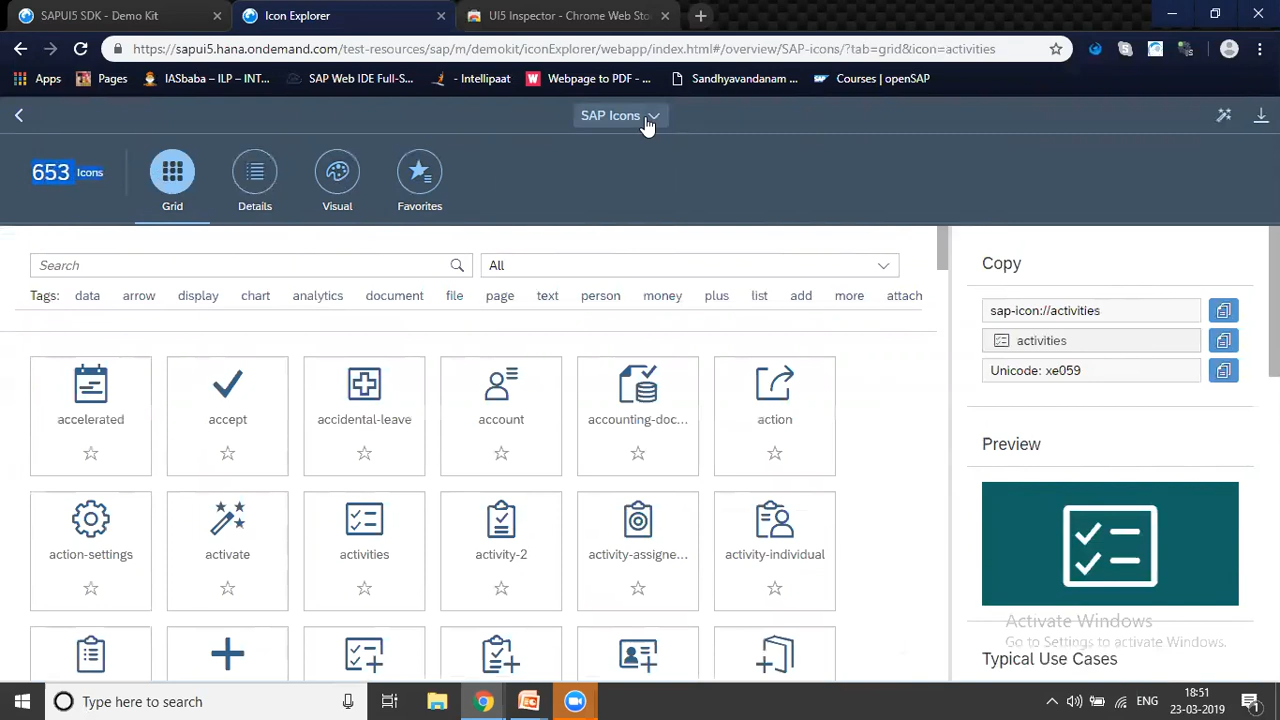 SAPUI5 SDK - Demo Kit
Icon Explorer
UI5 Inspector - Chrome Web Sto
https://sapui5.hana.ondemand.com/test-resources/sap/m/demokit/iconExplorer/webapp/index.html#/overview/SAP-icons/?tab=grid&icon=activities
Apps
Pages
IASbaba – ILP – INT...
SAP Web IDE Full-S...
- Intellipaat
Webpage to PDF - ...
Sandhyavandanam ...
Courses | openSAP
SAP Icons
653 Icons
Grid
Details
Visual
Favorites
Search
All
Tags: data arrow display chart analytics document file page text person money plus list add more attach
accelerated
accept
accidental-leave
account
accounting-doc...
action
action-settings
activate
activities
activity-2
activity-assigne...
activity-individual
Copy
sap-icon://activities
activities
Unicode: xe059
Preview
Activate Windows
Go to Settings to activate Windows.
Typical Use Cases
Type here to search
ENG
18:51
23-03-2019
1